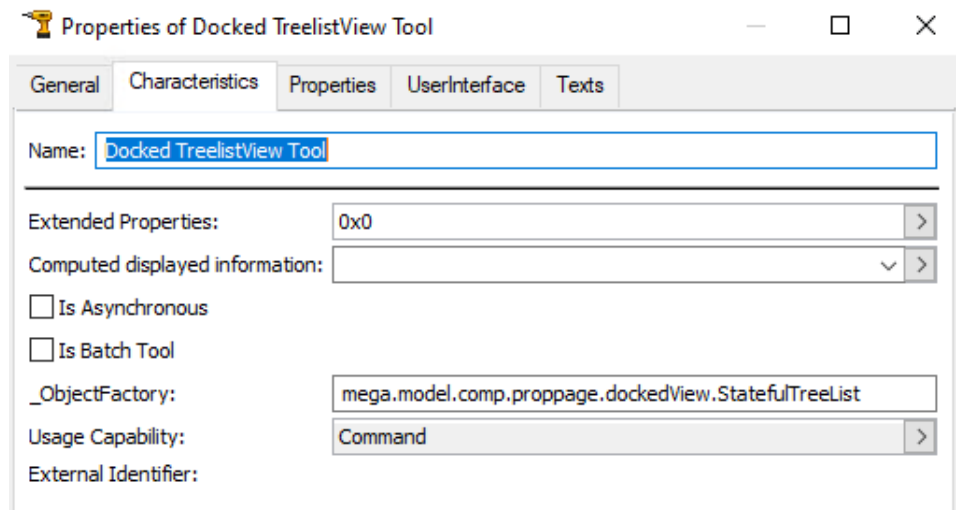 Properties of Docked TreelistView Tool
General Characteristics Properties UserInterface Texts
Name: Docked TreelistView Tool
Extended Properties: 0x0
Computed displayed information:
Is Asynchronous
Is Batch Tool
_ObjectFactory: mega.model.comp.proppage.dockedView.StatefulTreeList
Usage Capability: Command
External Identifier: